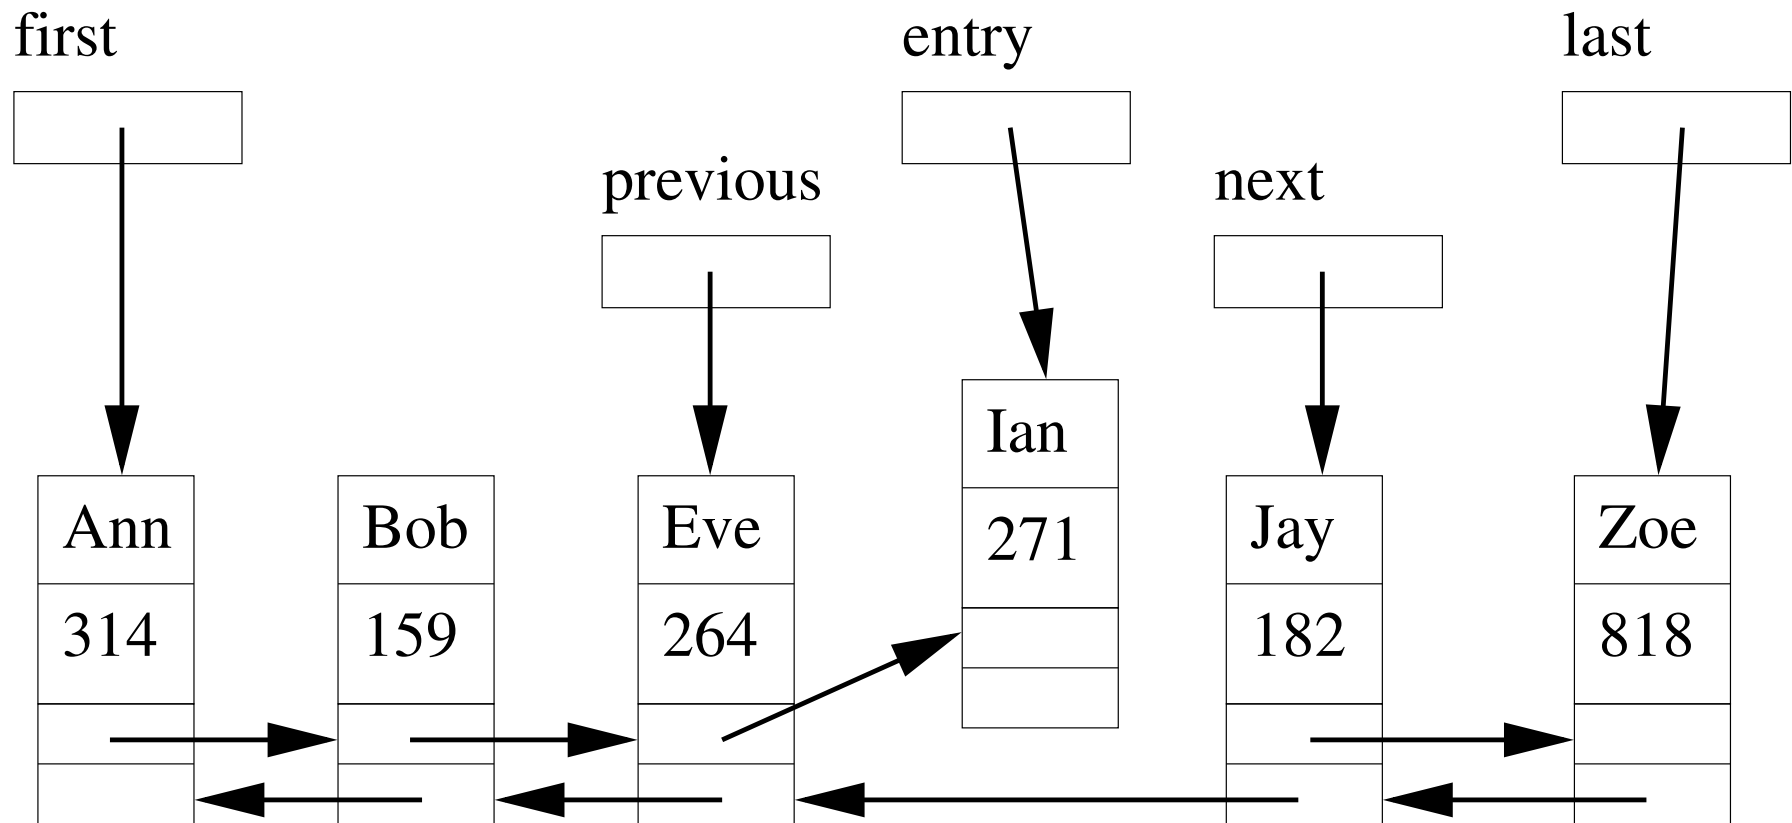 first
entry
last
previous
next
Ian
271
Ann
Bob
Eve
Jay
Zoe
314
159
264
182
818